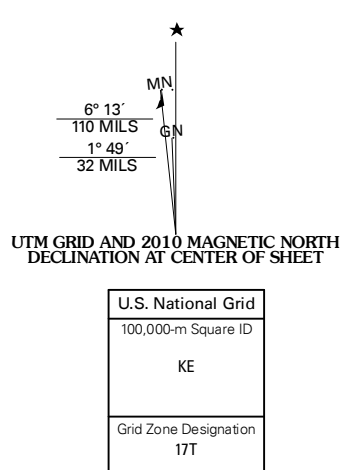 ★
MN
6° 13´
110 MILS
GN
1° 49´
32 MILS
UTM GRID AND 2010 MAGNETIC NORTH
DECLINATION AT CENTER OF SHEET
U.S. National Grid
100,000-m Square ID
KE
Grid Zone Designation
17T